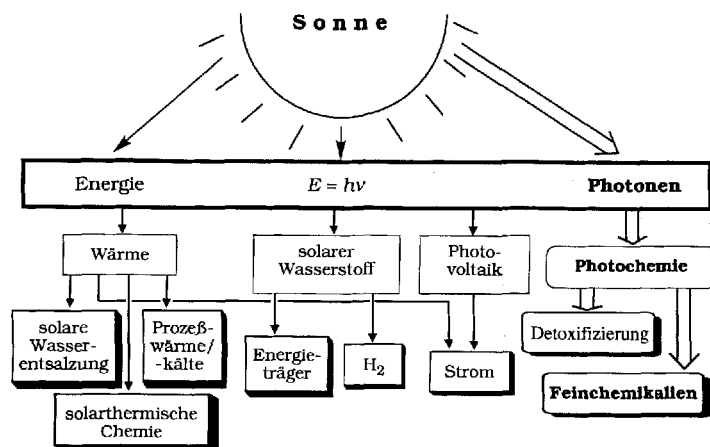 Sonne
Energie
E = hν
Photonen
Wärme
solarer
Wasserstoff
Photo-
voltaik
Photochemie
solare
Wasser-
entsalzung
Prozeß-
wärme/
-kälte
Energie-
träger
H₂
Strom
Detoxifizierung
solarthermische
Chemie
Feinchemikalien